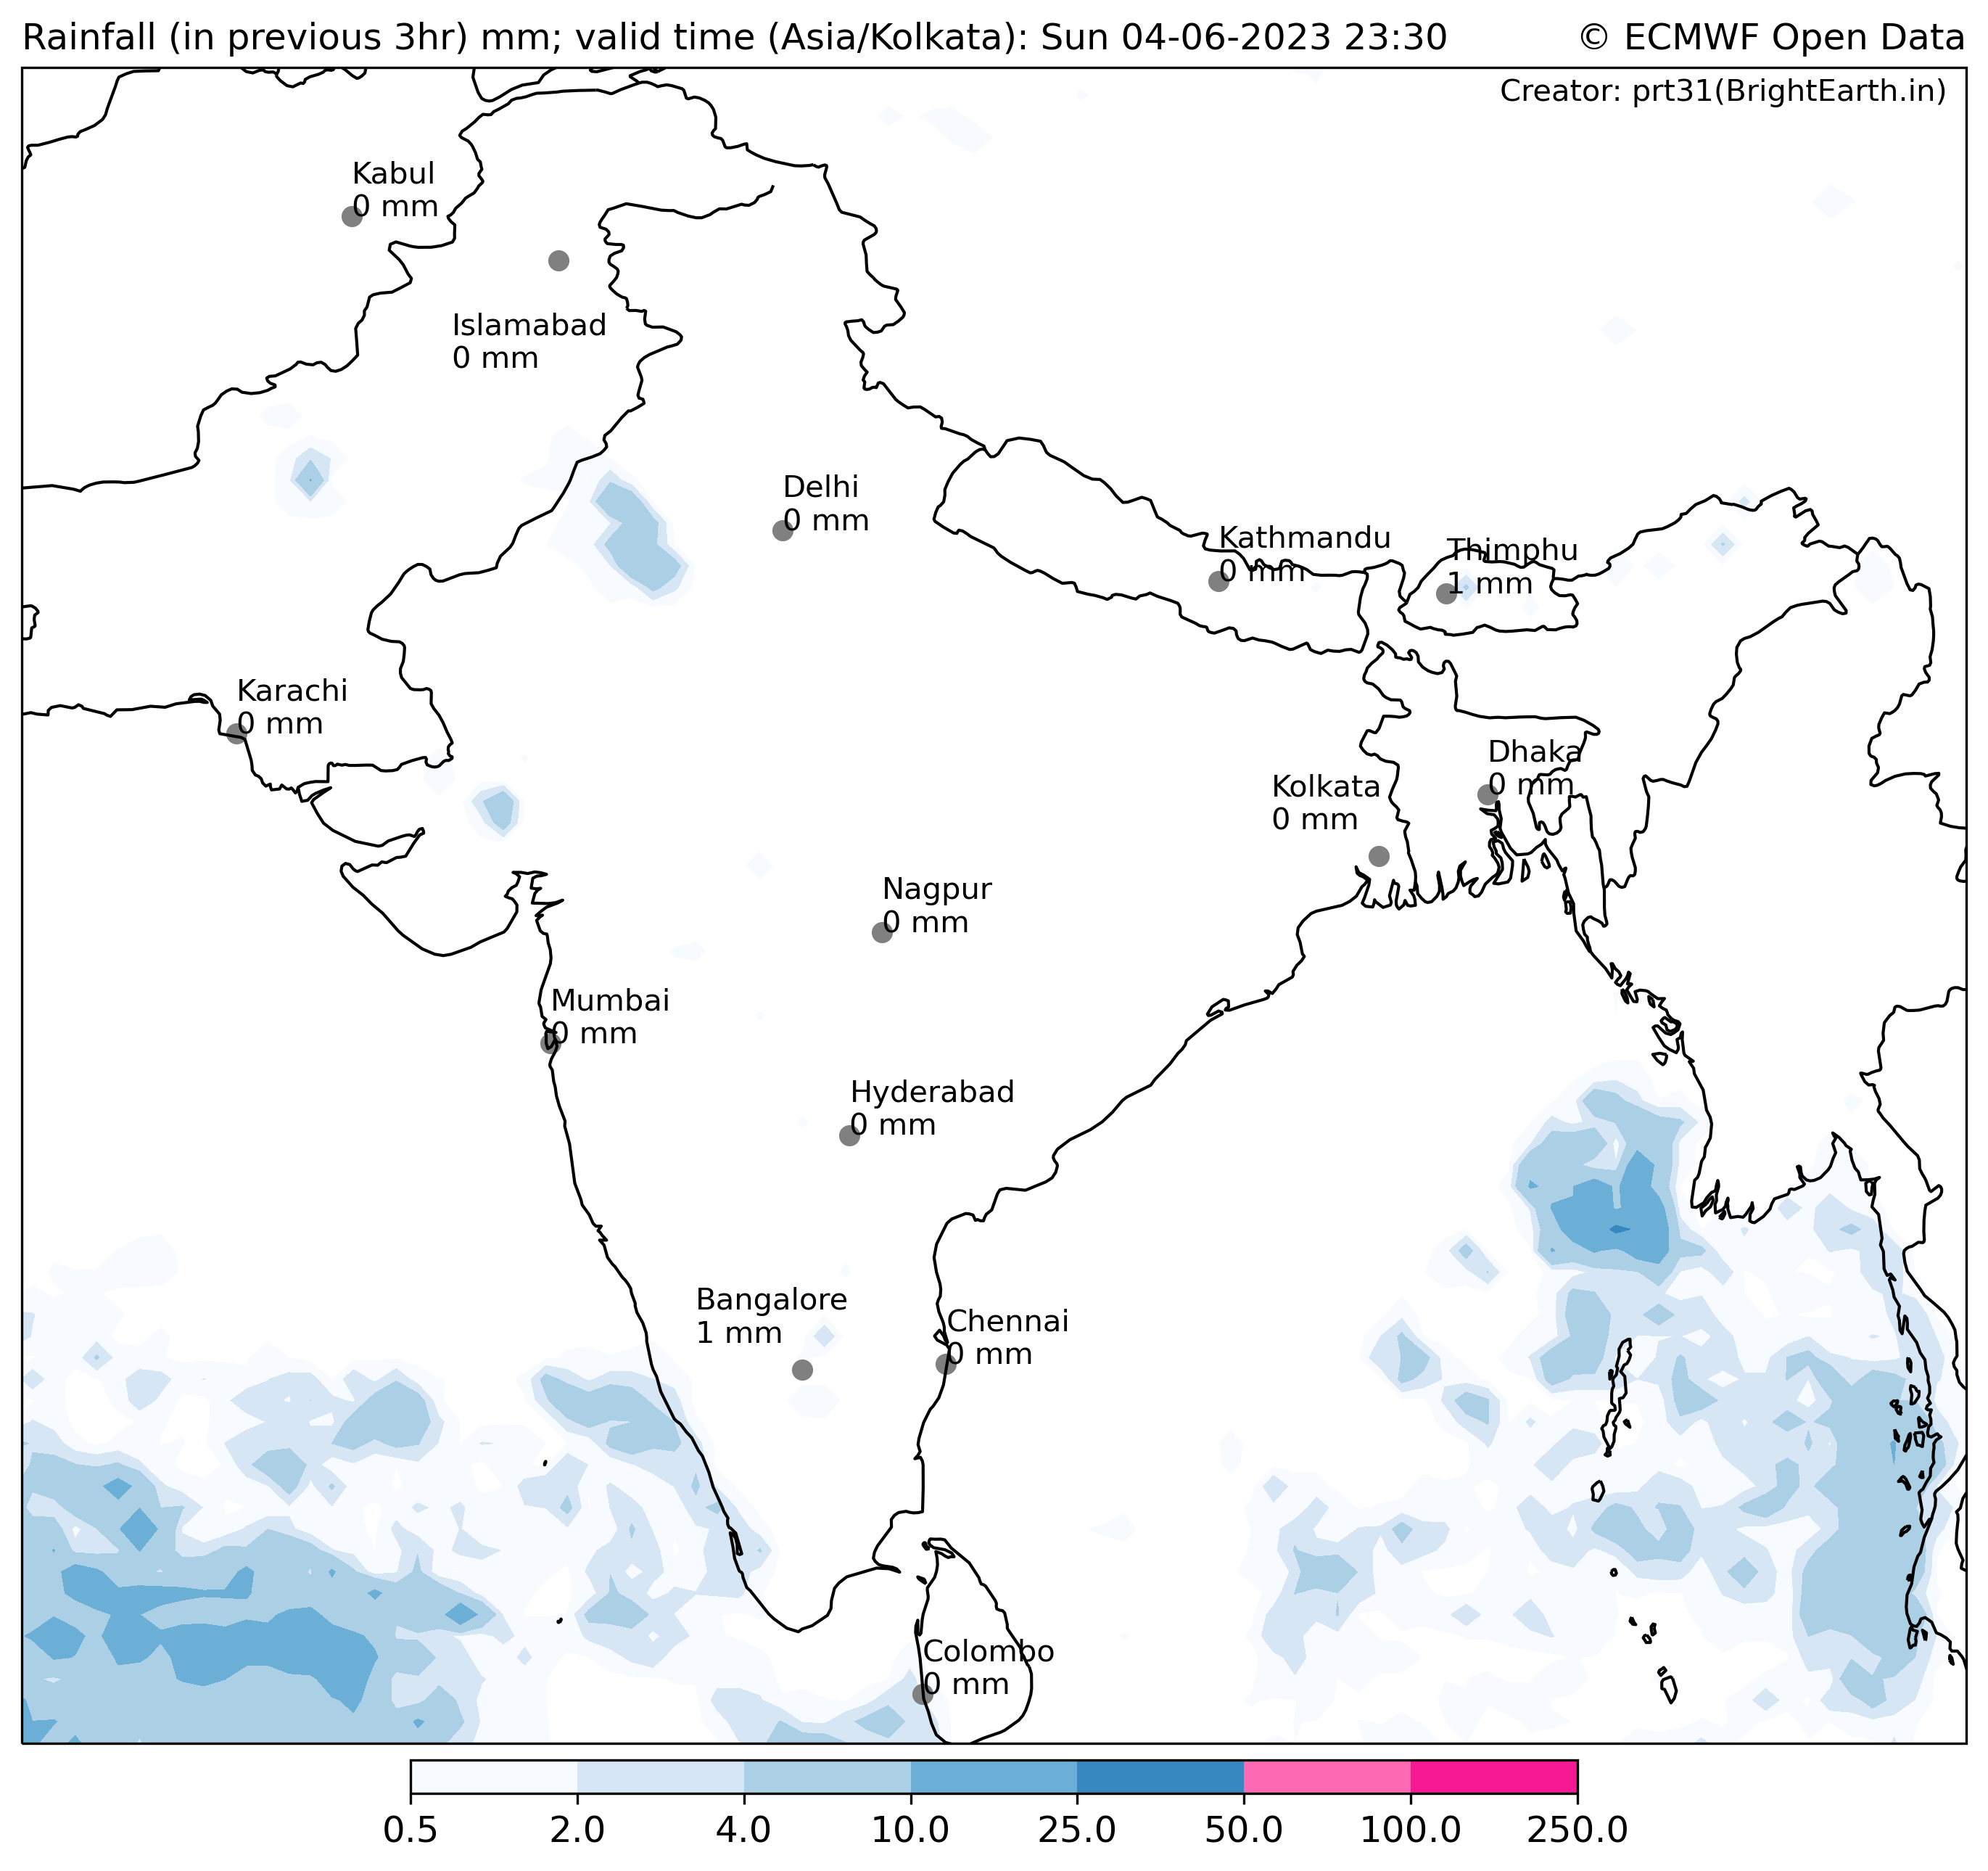 Rainfall (in previous 3hr) mm; valid time (Asia/Kolkata): Sun 04-06-2023 23:30
© ECMWF Open Data
Creator: prt31(BrightEarth.in)
Kabul
0 mm
Islamabad
0 mm
Delhi
0 mm
Kathmandu
0 mm
Thimphu
1 mm
Karachi
0 mm
Dhaka
0 mm
Kolkata
0 mm
Nagpur
0 mm
Mumbai
0 mm
Hyderabad
0 mm
Bangalore
1 mm
Chennai
0 mm
Colombo
0 mm
0.5 2.0 4.0 10.0 25.0 50.0 100.0 250.0